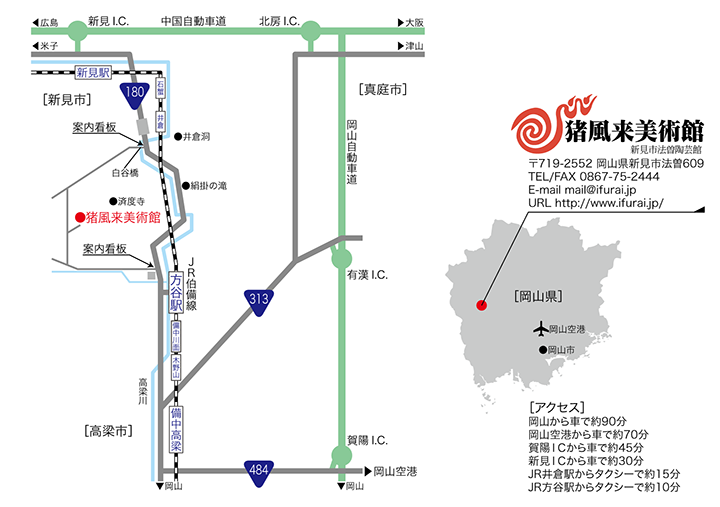 広島
新見I.C.
中国自動車道
北房I.C.
大阪
米子
津山
新見駅
石蟹
井倉
180
[新見市]
[真庭市]
案内看板
井倉洞
白谷橋
絹掛の滝
済度寺
猪風来美術館
案内看板
岡山自動車道
JR伯備線
方谷駅
有漢I.C.
313
備中川面
木野山
高梁川
備中高梁
[高梁市]
賀陽I.C.
484
岡山空港
岡山
岡山
猪風来美術館
新見市法曽陶芸館
〒719-2552 岡山県新見市法曽609
TEL/FAX 0867-75-2444
E-mail mail@ifurai.jp
URL http://www.ifurai.jp/
[岡山県]
岡山空港
岡山市
[アクセス]
岡山から車で約90分
岡山空港から車で約70分
賀陽ICから車で約45分
新見ICから車で約30分
JR井倉駅からタクシーで約15分
JR方谷駅からタクシーで約10分